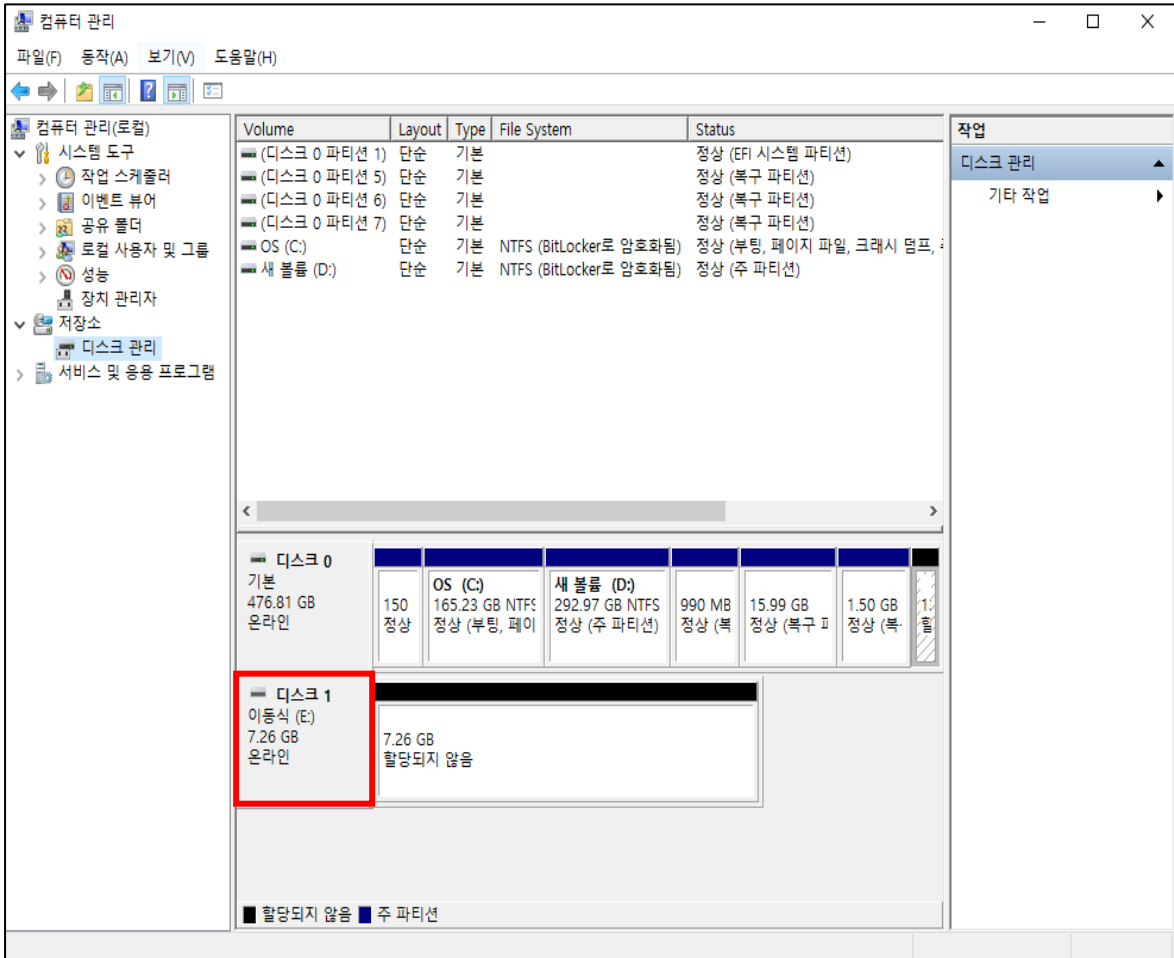 컴퓨터 관리
파일(F) 동작(A) 보기(V) 도움말(H)
컴퓨터 관리(로컬)
시스템 도구
작업 스케줄러
이벤트 뷰어
공유 폴더
로컬 사용자 및 그룹
성능
장치 관리자
저장소
디스크 관리
서비스 및 응용 프로그램
Volume Layout Type File System Status
(디스크 0 파티션 1) 단순 기본 정상 (EFI 시스템 파티션)
(디스크 0 파티션 5) 단순 기본 정상 (복구 파티션)
(디스크 0 파티션 6) 단순 기본 정상 (복구 파티션)
(디스크 0 파티션 7) 단순 기본 정상 (복구 파티션)
OS (C:) 단순 기본 NTFS (BitLocker로 암호화됨) 정상 (부팅, 페이지 파일, 크래시 덤프,
새 볼륨 (D:) 단순 기본 NTFS (BitLocker로 암호화됨) 정상 (주 파티션)
작업
디스크 관리
기타 작업
디스크 0
기본
476.81 GB
온라인
150
정상
OS (C:)
165.23 GB NTFS
정상 (부팅, 페이
새 볼륨 (D:)
292.97 GB NTFS
정상 (주 파티션)
990 MB
정상 (복
15.99 GB
정상 (복구
1.50 GB
정상 (복
1.
할
디스크 1
이동식 (E:)
7.26 GB
온라인
7.26 GB
할당되지 않음
할당되지 않음 주 파티션